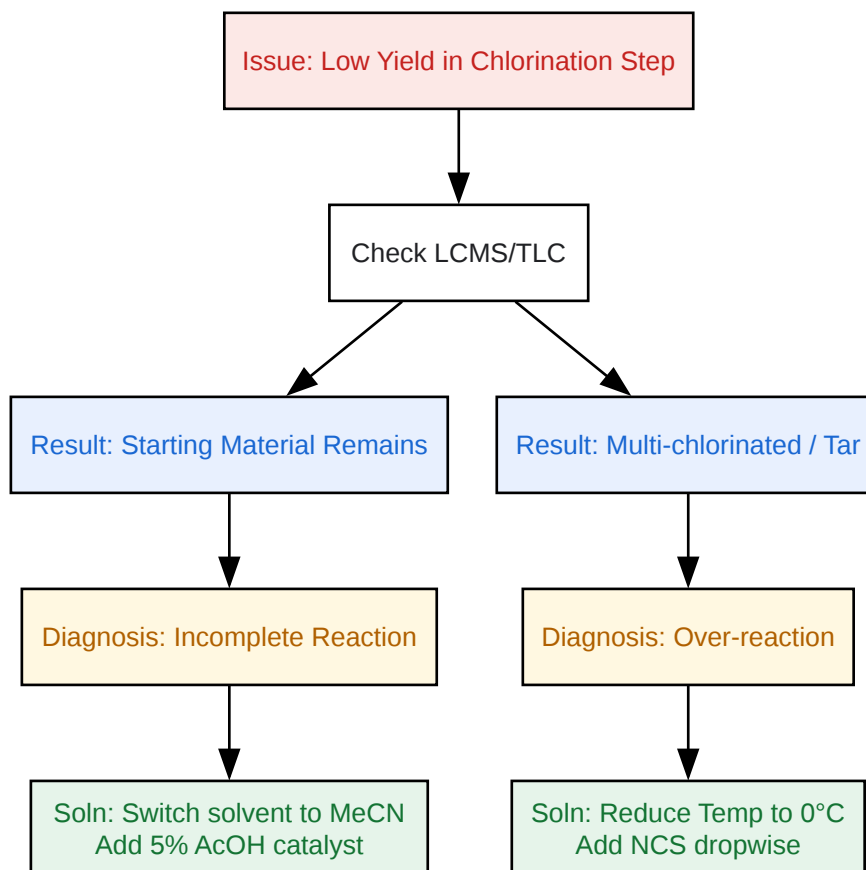 Issue: Low Yield in Chlorination Step
Check LCMS/TLC
Result: Starting Material Remains
Result: Multi-chlorinated / Tar
Diagnosis: Incomplete Reaction
Diagnosis: Over-reaction
Soln: Switch solvent to MeCN
Add 5% AcOH catalyst
Soln: Reduce Temp to 0°C
Add NCS dropwise